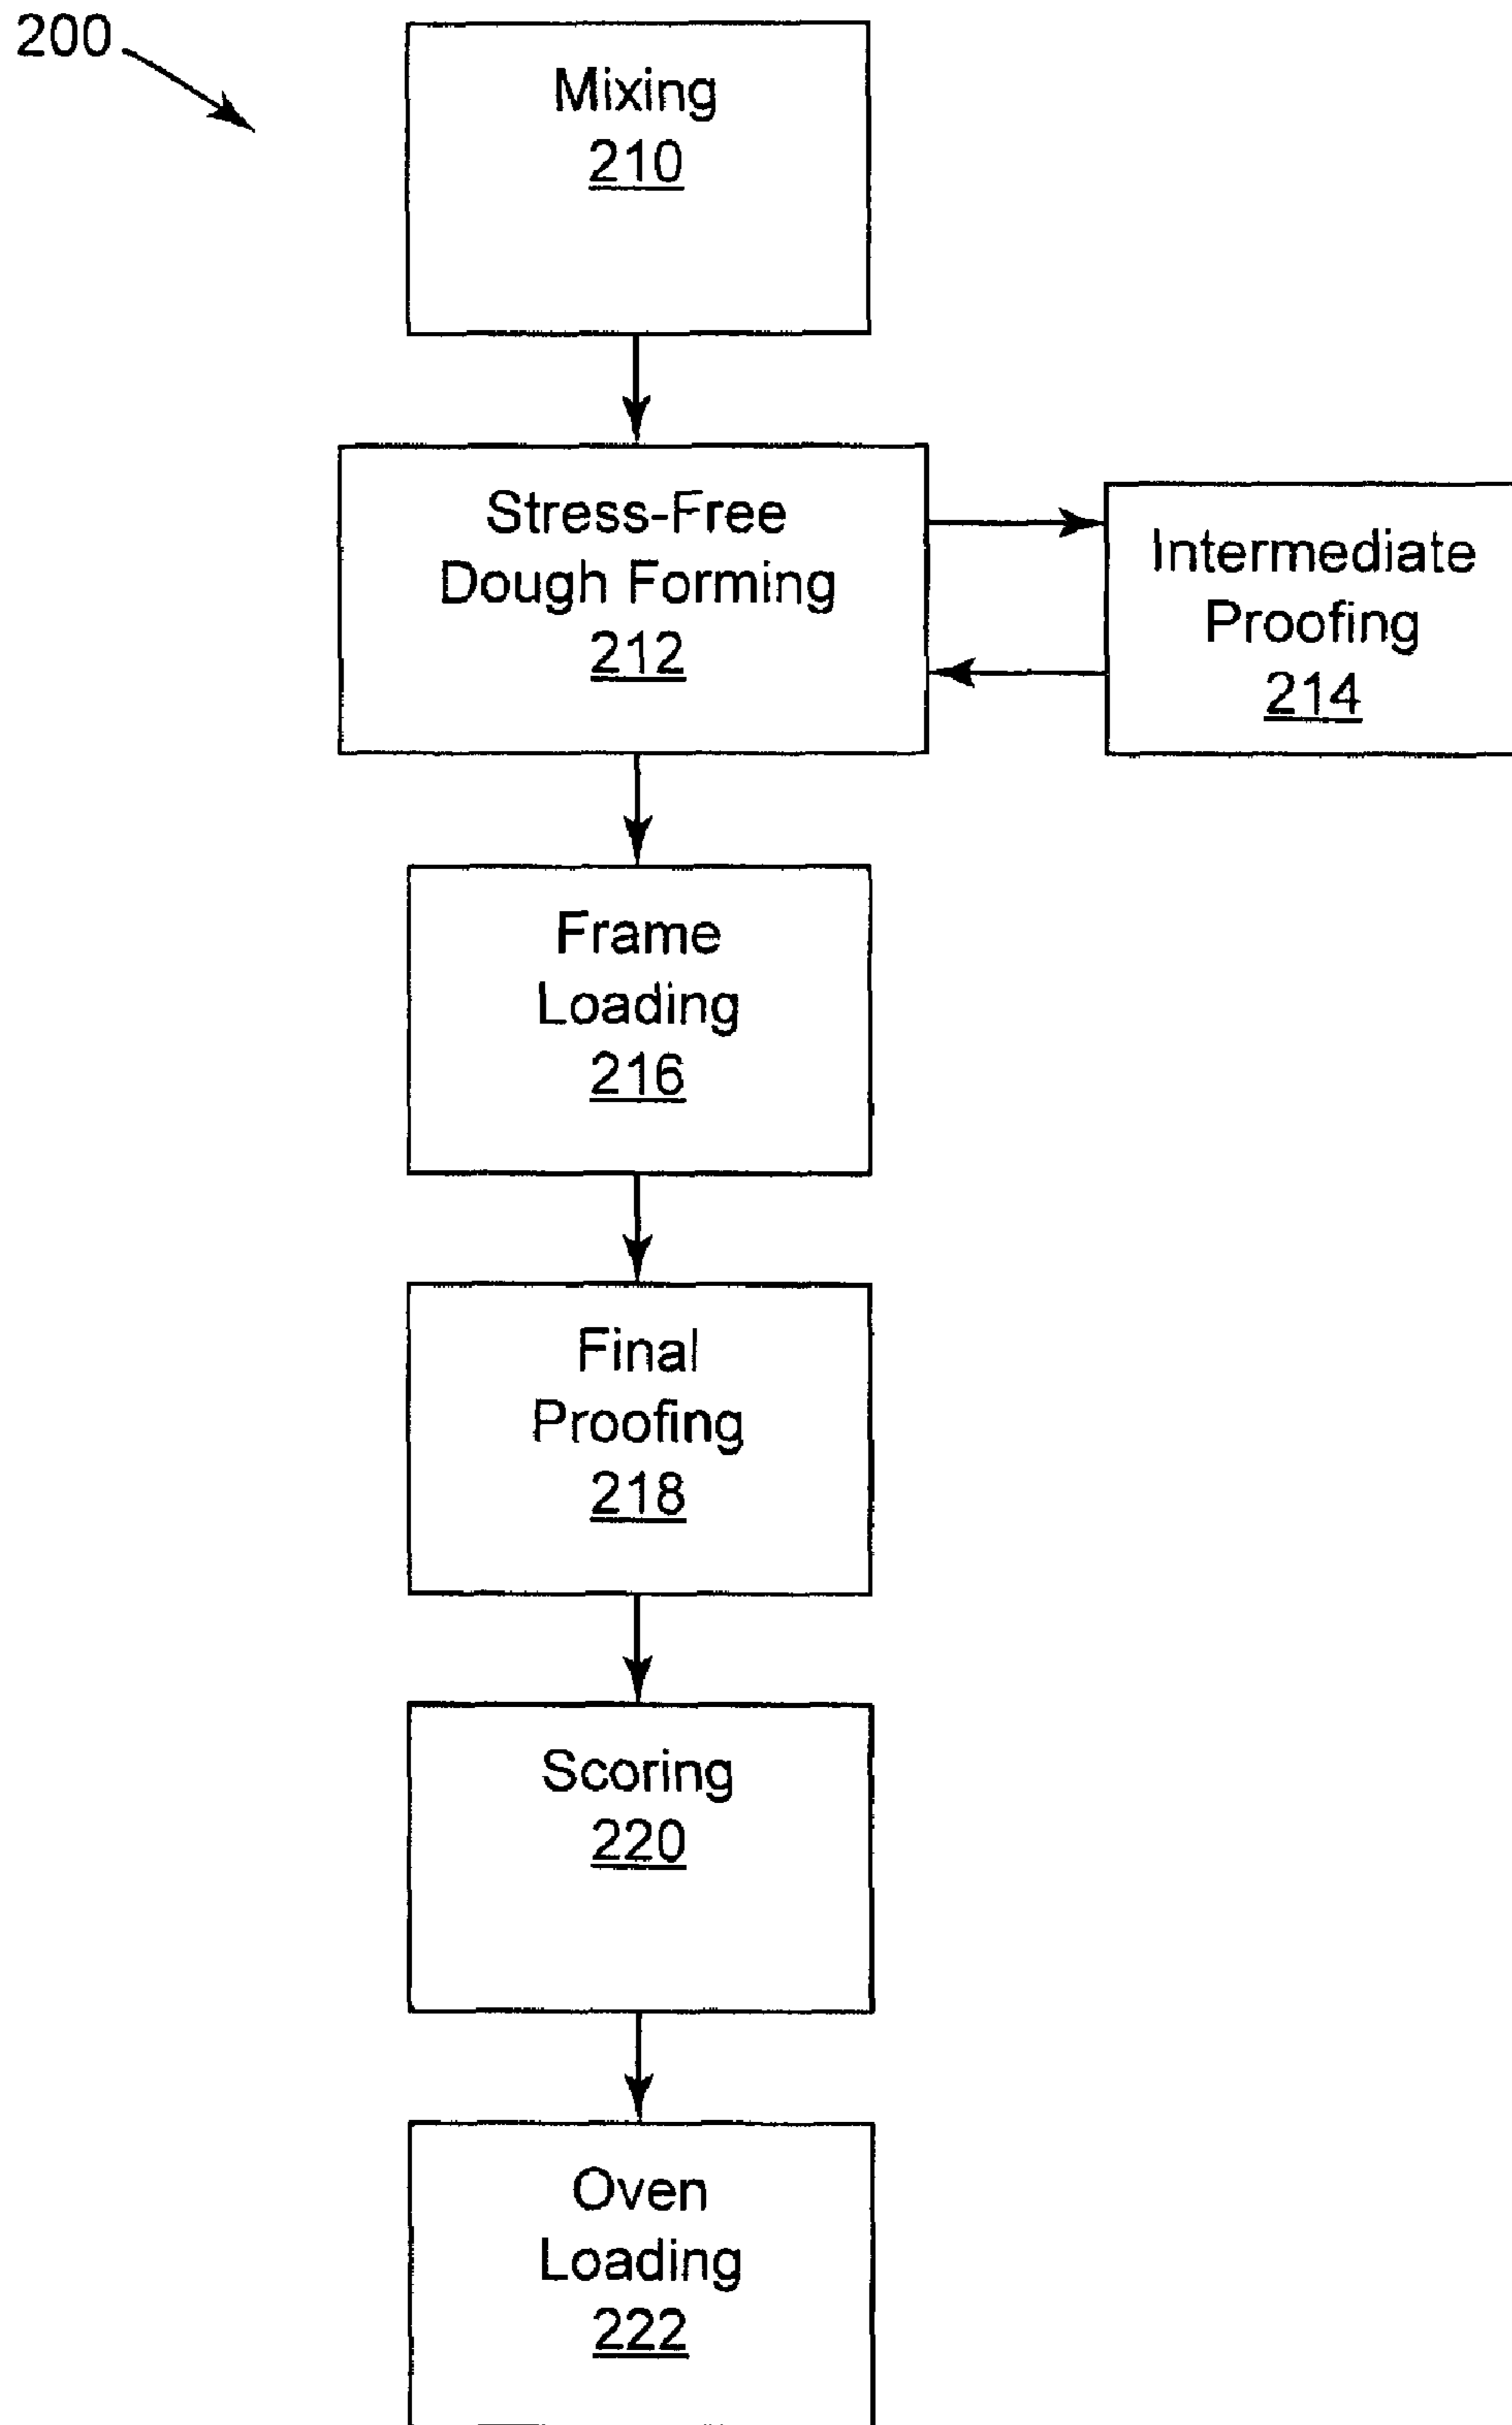 200
Mixing
210
Stress-Free
Dough Forming
212
Intermediate
Proofing
214
Frame
Loading
216
Final
Proofing
218
Scoring
220
Oven
Loading
222